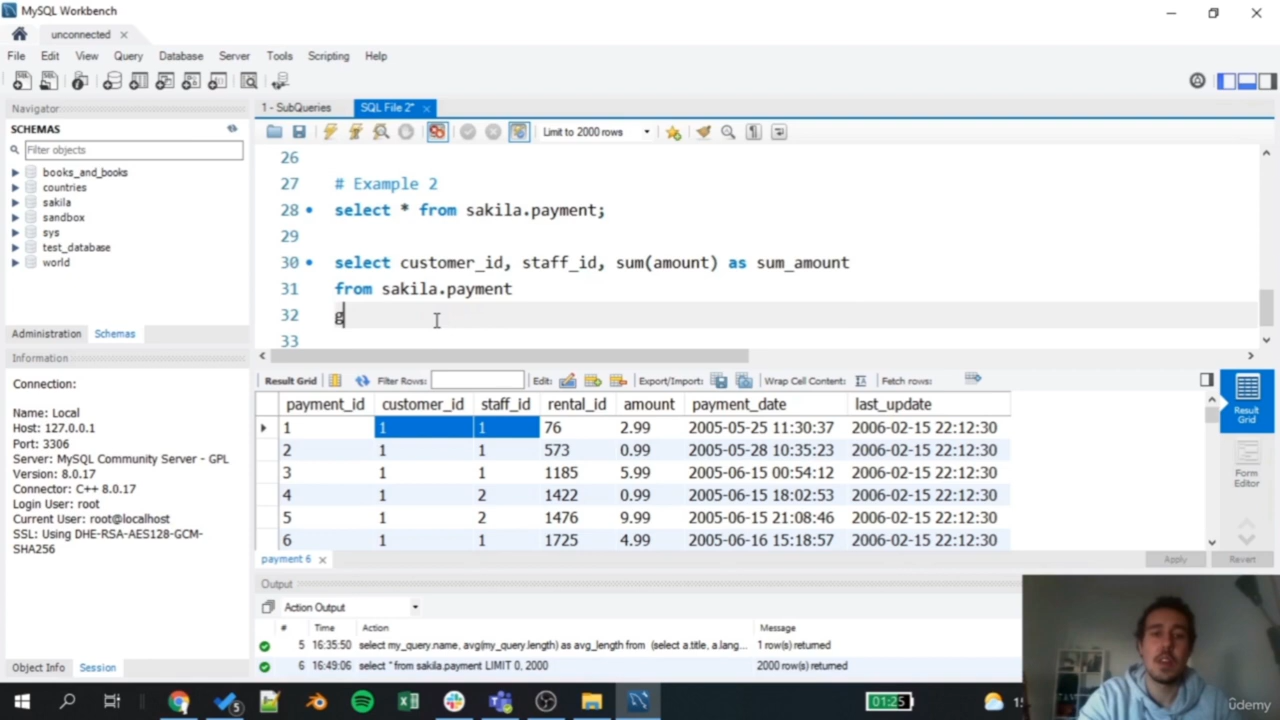 MySQL Workbench
unconnected
File Edit View Query Database Server Tools Scripting Help
Navigator
1 - SubQueries SQL File 2*
SCHEMAS
Limit to 2000 rows
Filter objects
books_and_books
countries
sakila
sandbox
sys
test_database
world
26
27 # Example 2
28 select * from sakila.payment;
29
30 select customer_id, staff_id, sum(amount) as sum_amount
31 from sakila.payment
32 g
33
Administration Schemas
Information
Connection:
Name: Local
Host: 127.0.0.1
Port: 3306
Server: MySQL Community Server - GPL
Version: 8.0.17
Connector: C++ 8.0.17
Login User: root
Current User: root@localhost
SSL: Using DHE-RSA-AES128-GCM-
SHA256
Object Info Session
Result Grid Filter Rows: Edit: Export/Import: Wrap Cell Content: Fetch rows:
payment_id customer_id staff_id rental_id amount payment_date last_update
1 1 1 76 2.99 2005-05-25 11:30:37 2006-02-15 22:12:30
2 1 1 573 0.99 2005-05-28 10:35:23 2006-02-15 22:12:30
3 1 1 1185 5.99 2005-06-15 00:54:12 2006-02-15 22:12:30
4 1 2 1422 0.99 2005-06-15 18:02:53 2006-02-15 22:12:30
5 1 2 1476 9.99 2005-06-15 21:08:46 2006-02-15 22:12:30
6 1 1 1725 4.99 2005-06-16 15:18:57 2006-02-15 22:12:30
Result
Grid
Form
Editor
payment 6
Apply Revert
Output
Action Output
# Time Action Message
5 16:35:50 select my_query.name, avg(my_query.length) as avg_length from (select a.title, a.lang... 1 row(s) returned
6 16:49:06 select * from sakila.payment LIMIT 0, 2000 2000 row(s) returned
5
01:25
ûdemy